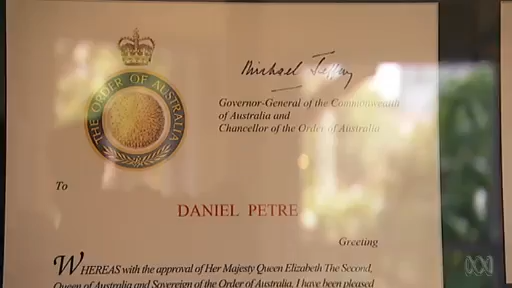 THE ORDER OF AUSTRALIA
Michael Jeffery
Governor-General of the Commonwealth
of Australia and
Chancellor of the Order of Australia
To
DANIEL PETRE
Greeting
WHEREAS with the approval of Her Majesty Queen Elizabeth The Second,
Queen of Australia and Sovereign of the Order of Australia, I have been pleased